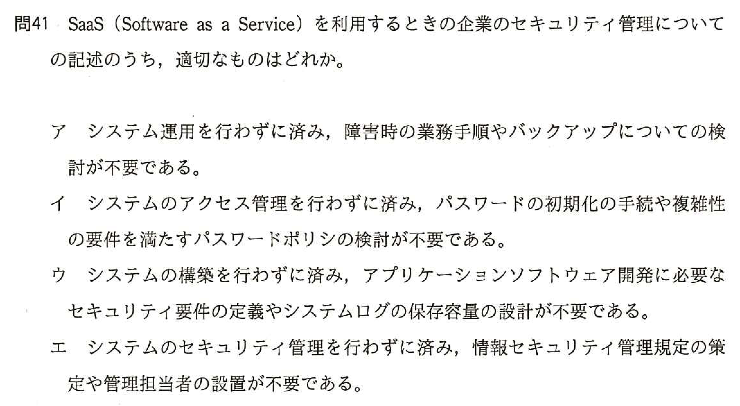 問41 SaaS（Software as a Service）を利用するときの企業のセキュリティ管理について
の記述のうち，適切なものはどれか。
ア システム運用を行わずに済み，障害時の業務手順やバックアップについての検
討が不要である。
イ システムのアクセス管理を行わずに済み，パスワードの初期化の手続や複雑性
の要件を満たすパスワードポリシの検討が不要である。
ウ システムの構築を行わずに済み，アプリケーションソフトウェア開発に必要な
セキュリティ要件の定義やシステムログの保存容量の設計が不要である。
エ システムのセキュリティ管理を行わずに済み，情報セキュリティ管理規定の策
定や管理担当者の設置が不要である。